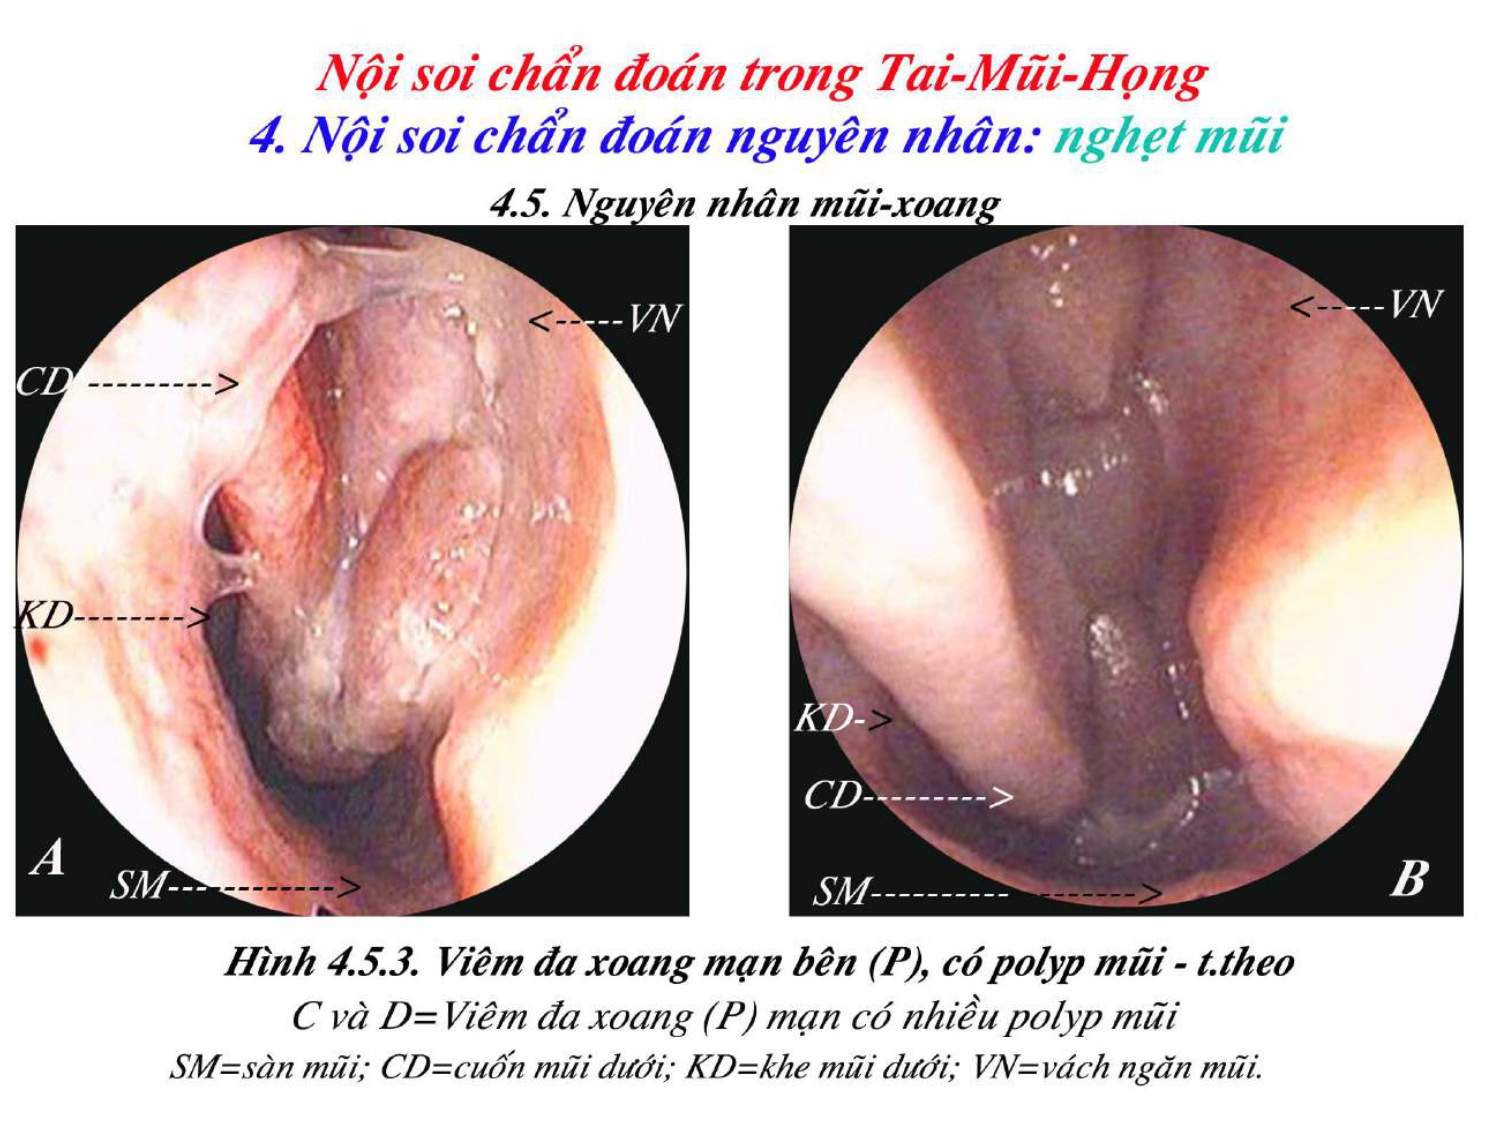 Nội soi chẩn đoán trong Tai-Mũi-Họng
4. Nội soi chẩn đoán nguyên nhân: nghẹt mũi
4.5. Nguyên nhân mũi-xoang
<-----VN
CD--------->
KD-------->
A
SM------------>
<-----VN
KD->
CD--------->
B
SM------------------>
Hình 4.5.3. Viêm đa xoang mạn bên (P), có polyp mũi - t.theo
C và D=Viêm đa xoang (P) mạn có nhiều polyp mũi
SM=sàn mũi; CD=cuốn mũi dưới; KD=khe mũi dưới; VN=vách ngăn mũi.